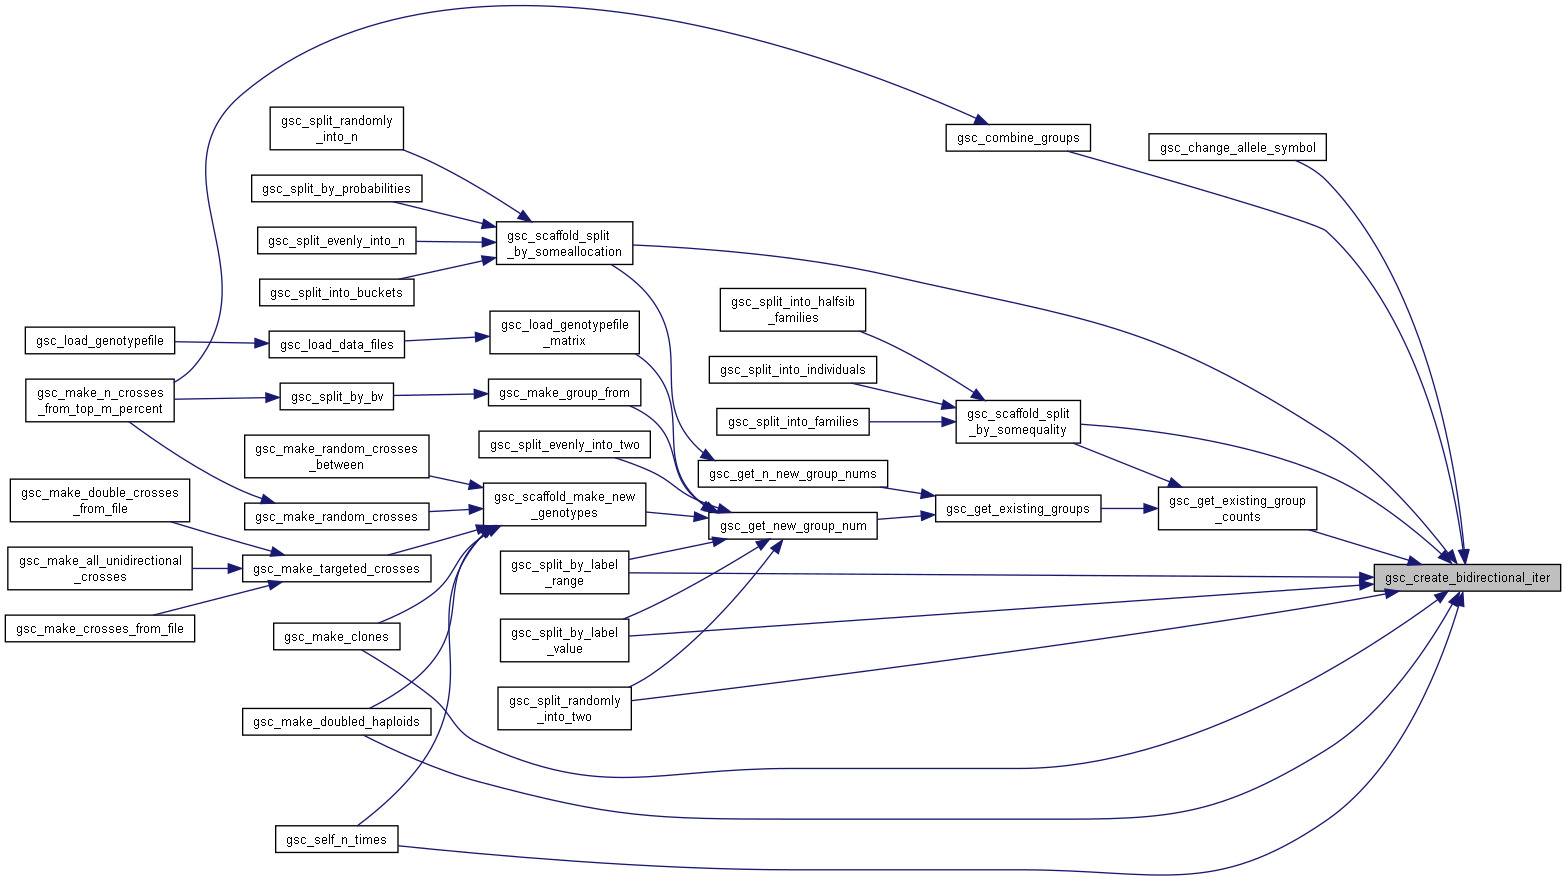 gsc_split_randomly
_into_n
gsc_combine_groups
gsc_change_allele_symbol
gsc_split_by_probabilities
gsc_split_evenly_into_n
gsc_scaffold_split
_by_someallocation
gsc_split_into_buckets
gsc_split_into_halfsib
_families
gsc_load_genotypefile
gsc_load_data_files
gsc_load_genotypefile
_matrix
gsc_split_into_individuals
gsc_make_n_crosses
_from_top_m_percent
gsc_split_by_bv
gsc_make_group_from
gsc_split_into_families
gsc_scaffold_split
_by_somequality
gsc_make_random_crosses
_between
gsc_split_evenly_into_two
gsc_get_n_new_group_nums
gsc_make_double_crosses
_from_file
gsc_make_random_crosses
gsc_scaffold_make_new
_genotypes
gsc_get_new_group_num
gsc_get_existing_groups
gsc_get_existing_group
_counts
gsc_make_all_unidirectional
_crosses
gsc_make_targeted_crosses
gsc_split_by_label
_range
gsc_create_bidirectional_iter
gsc_make_crosses_from_file
gsc_make_clones
gsc_split_by_label
_value
gsc_make_doubled_haploids
gsc_split_randomly
_into_two
gsc_self_n_times